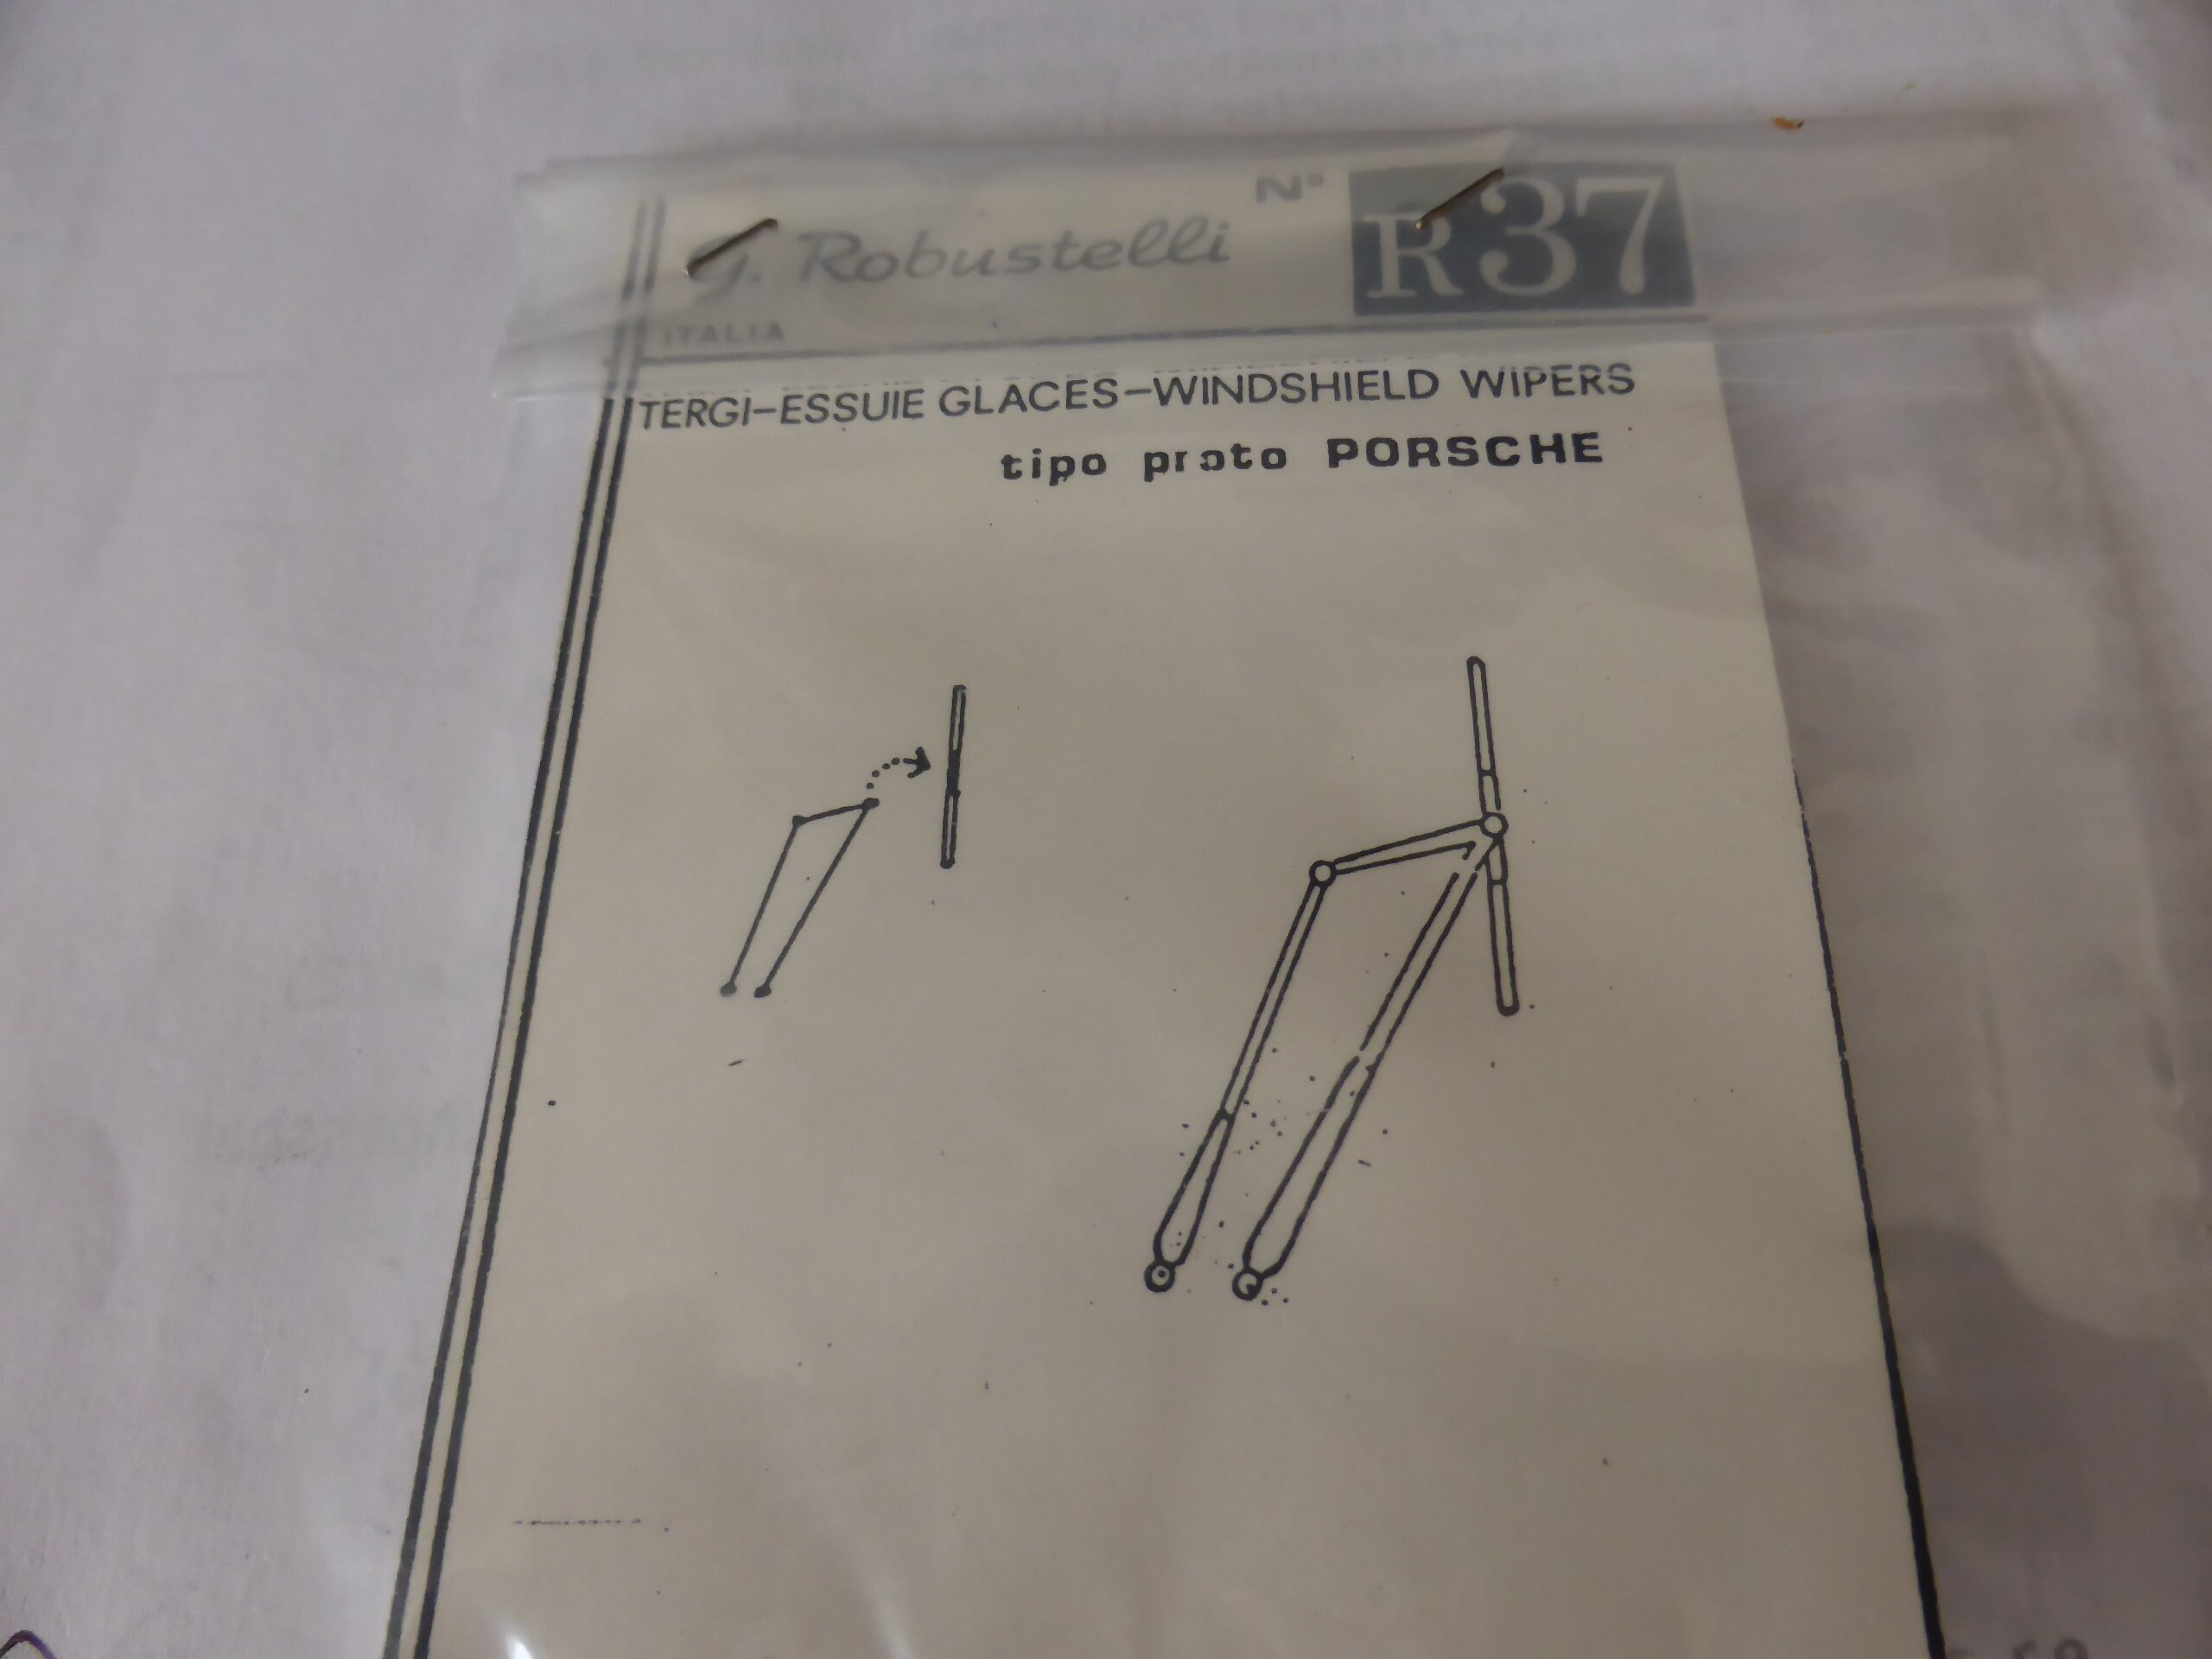 G. Robustelli N° R37
ITALIA
TERGI-ESSUIE GLACES-WINDSHIELD WIPERS
tipo proto PORSCHE